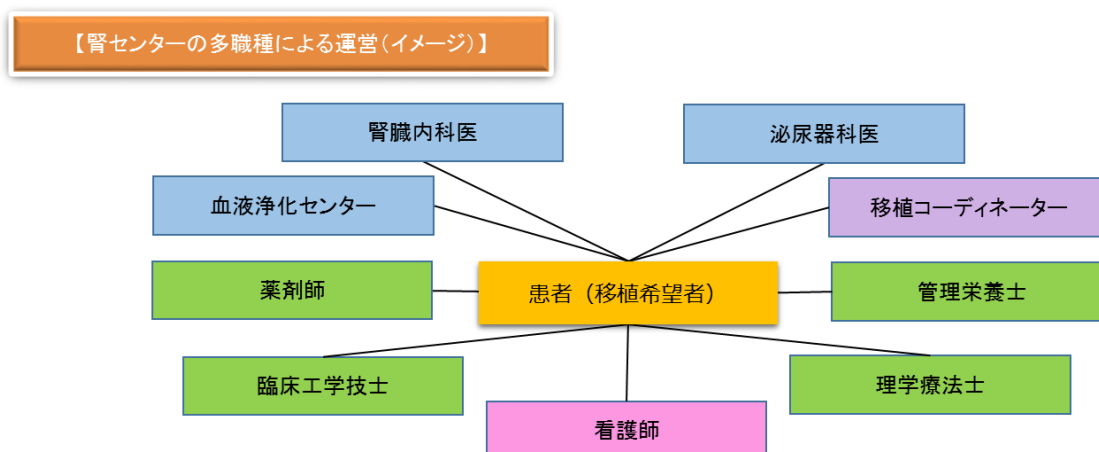 【腎センターの多職種による運営（イメージ）】
腎臓内科医
泌尿器科医
血液浄化センター
移植コーディネーター
薬剤師
患者（移植希望者）
管理栄養士
臨床工学技士
理学療法士
看護師